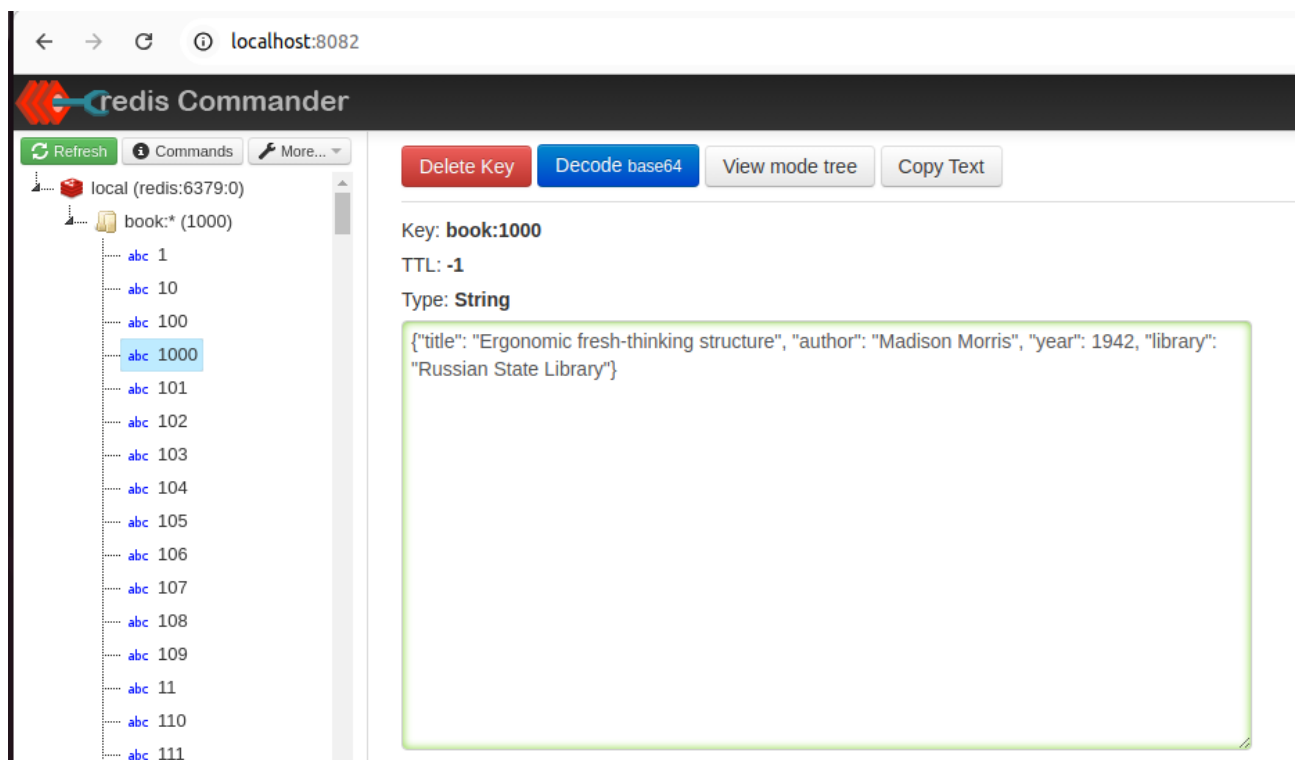 localhost:8082
redis Commander
Refresh Commands More...
local (redis:6379:0)
book:* (1000)
abc 1
abc 10
abc 100
abc 1000
abc 101
abc 102
abc 103
abc 104
abc 105
abc 106
abc 107
abc 108
abc 109
abc 11
abc 110
abc 111
Delete Key Decode base64 View mode tree Copy Text
Key: book:1000
TTL: -1
Type: String
{"title": "Ergonomic fresh-thinking structure", "author": "Madison Morris", "year": 1942, "library":
"Russian State Library"}